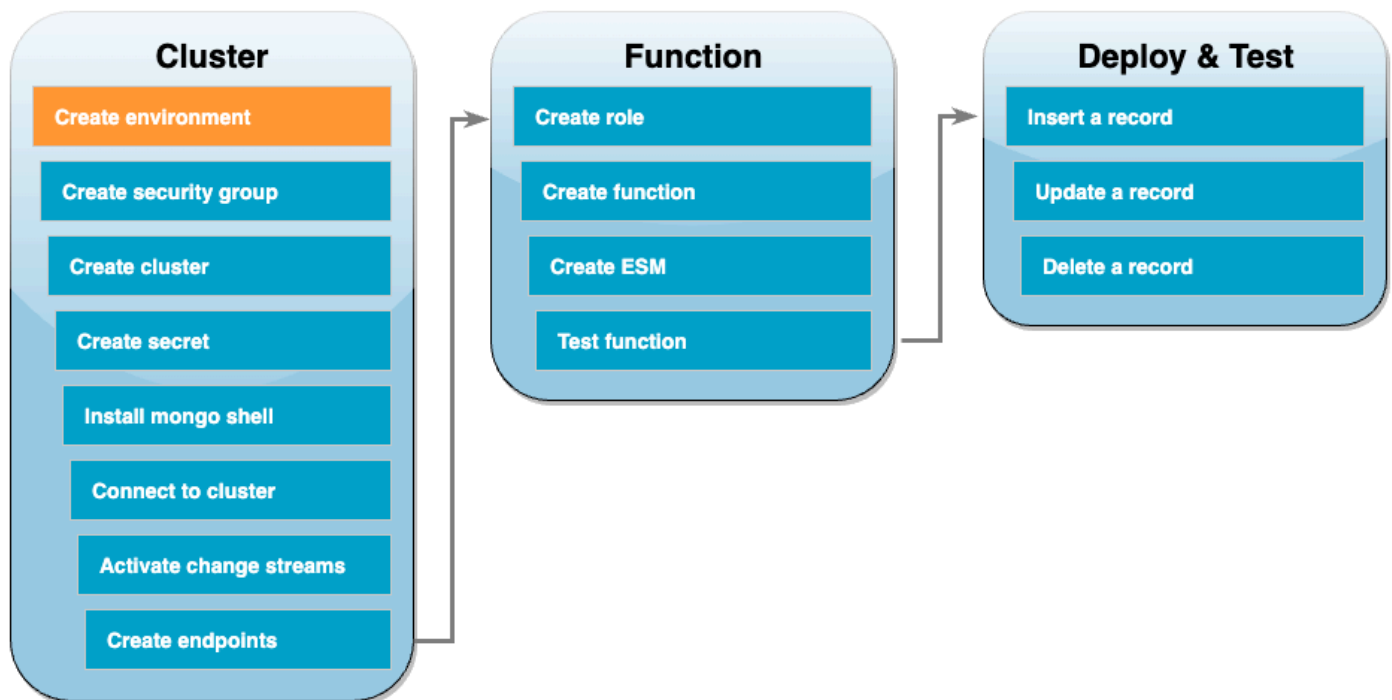 Cluster
Create environment
Create security group
Create cluster
Create secret
Install mongo shell
Connect to cluster
Activate change streams
Create endpoints
Function
Create role
Create function
Create ESM
Test function
Deploy & Test
Insert a record
Update a record
Delete a record